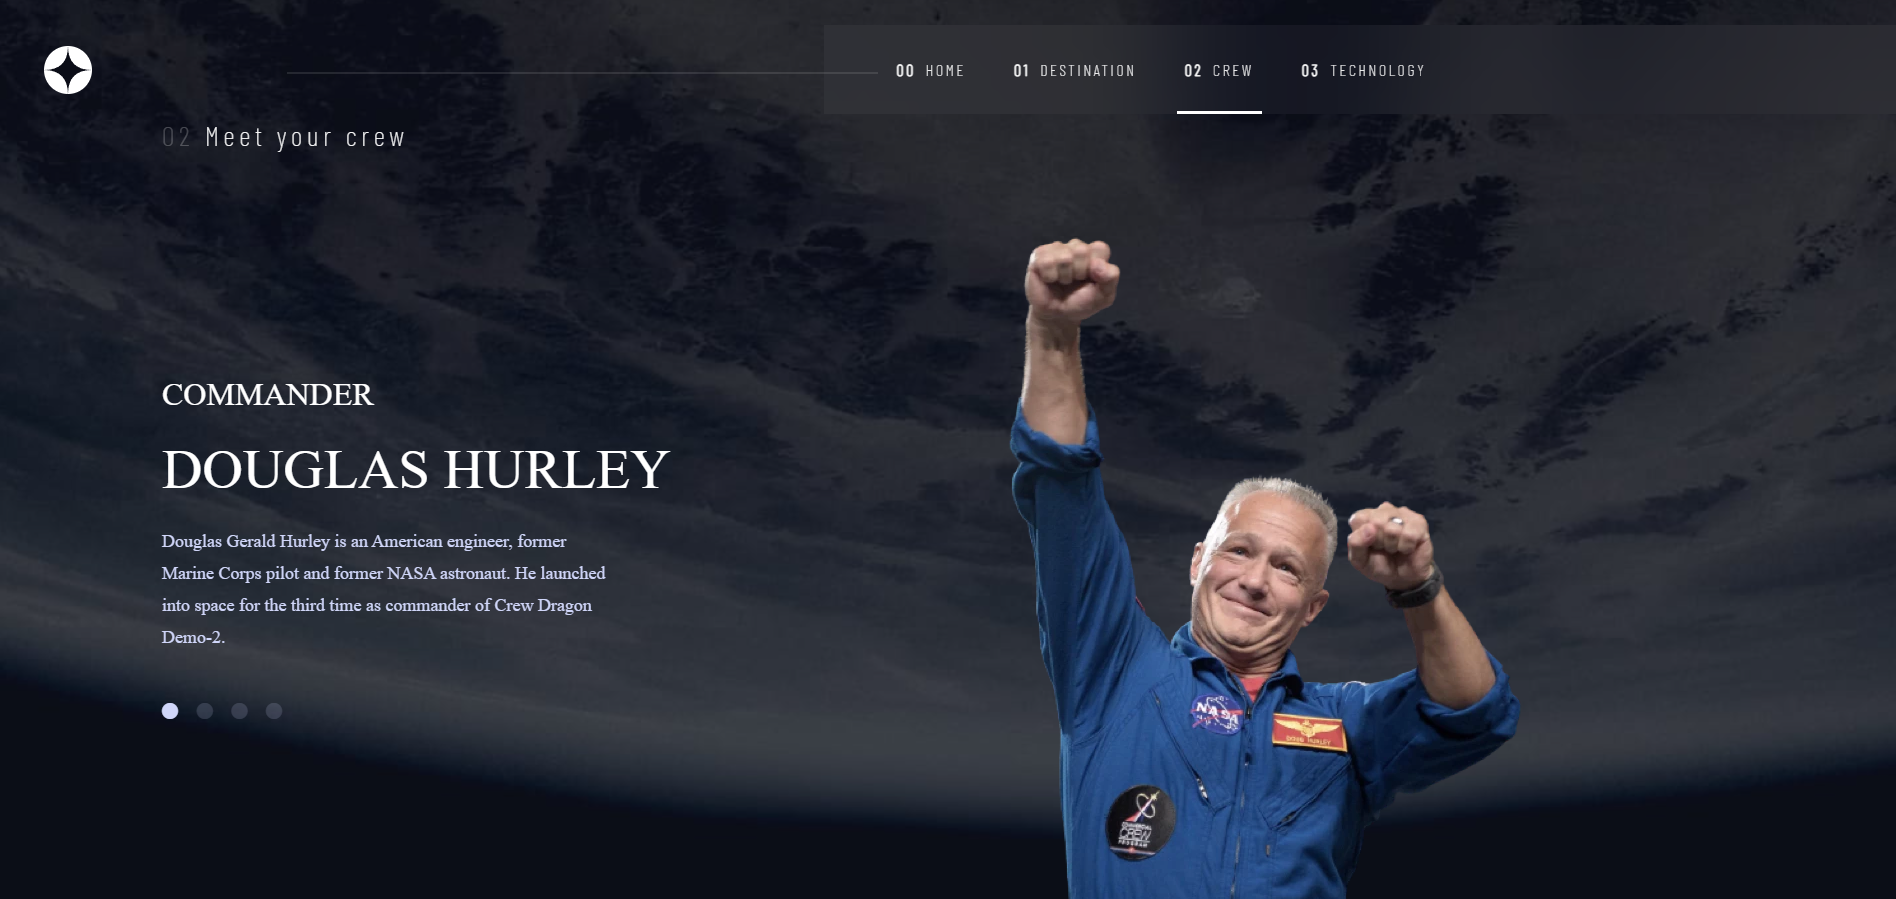 00 HOME
01 DESTINATION
02 CREW
03 TECHNOLOGY
02 Meet your crew
COMMANDER
DOUGLAS HURLEY
Douglas Gerald Hurley is an American engineer, former
Marine Corps pilot and former NASA astronaut. He launched
into space for the third time as commander of Crew Dragon
Demo-2.
NASA
DOUG HURLEY
COMMERCIAL
CREW
PROGRAM